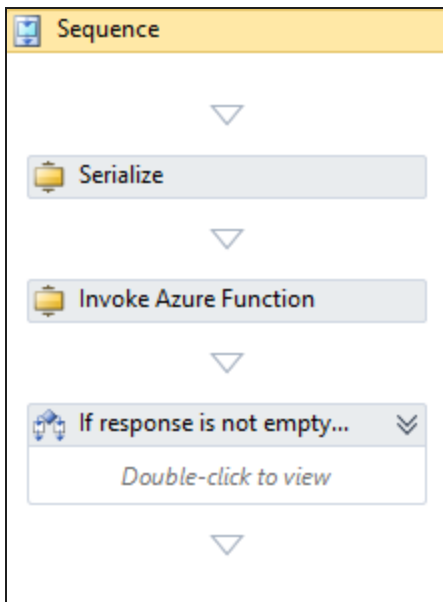 Sequence
Serialize
Invoke Azure Function
If response is not empty...
Double-click to view